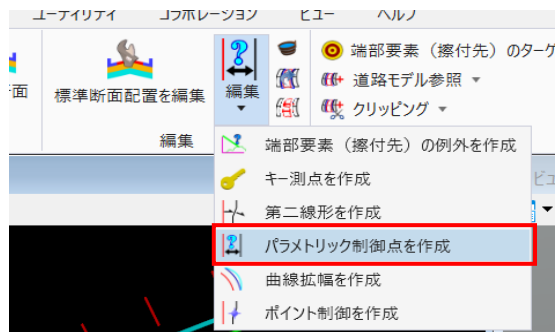 ユーティリティ コラボレーション ビュー ヘルプ
端部要素（擦付先）のターゲ
道路モデル参照
クリッピング
面
標準断面配置を編集
編集
編集
端部要素（擦付先）の例外を作成
キー測点を作成
第二線形を作成
パラメトリック制御点を作成
曲線拡幅を作成
ポイント制御を作成
ビュ